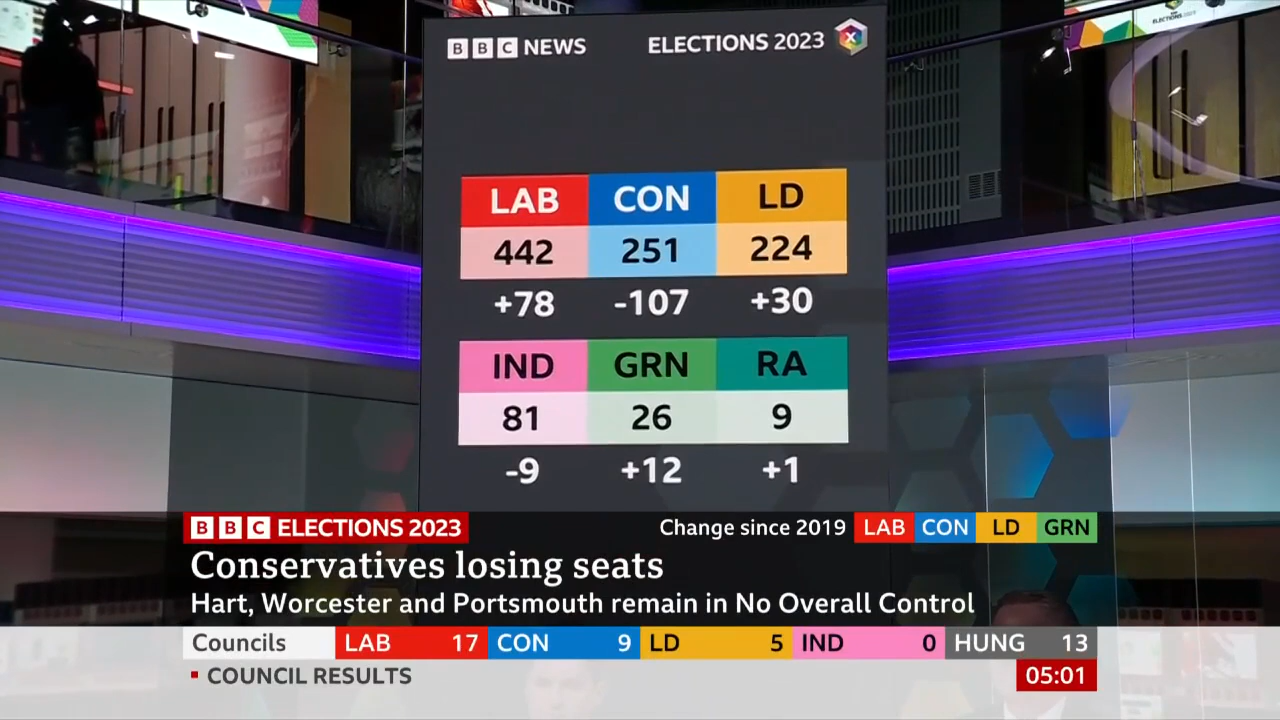 BBC NEWS ELECTIONS 2023
LAB CON LD
442 251 224
+78 -107 +30
IND GRN RA
81 26 9
-9 +12 +1
BBC ELECTIONS 2023 Change since 2019 LAB CON LD GRN
Conservatives losing seats
Hart, Worcester and Portsmouth remain in No Overall Control
Councils LAB 17 CON 9 LD 5 IND 0 HUNG 13
COUNCIL RESULTS 05:01